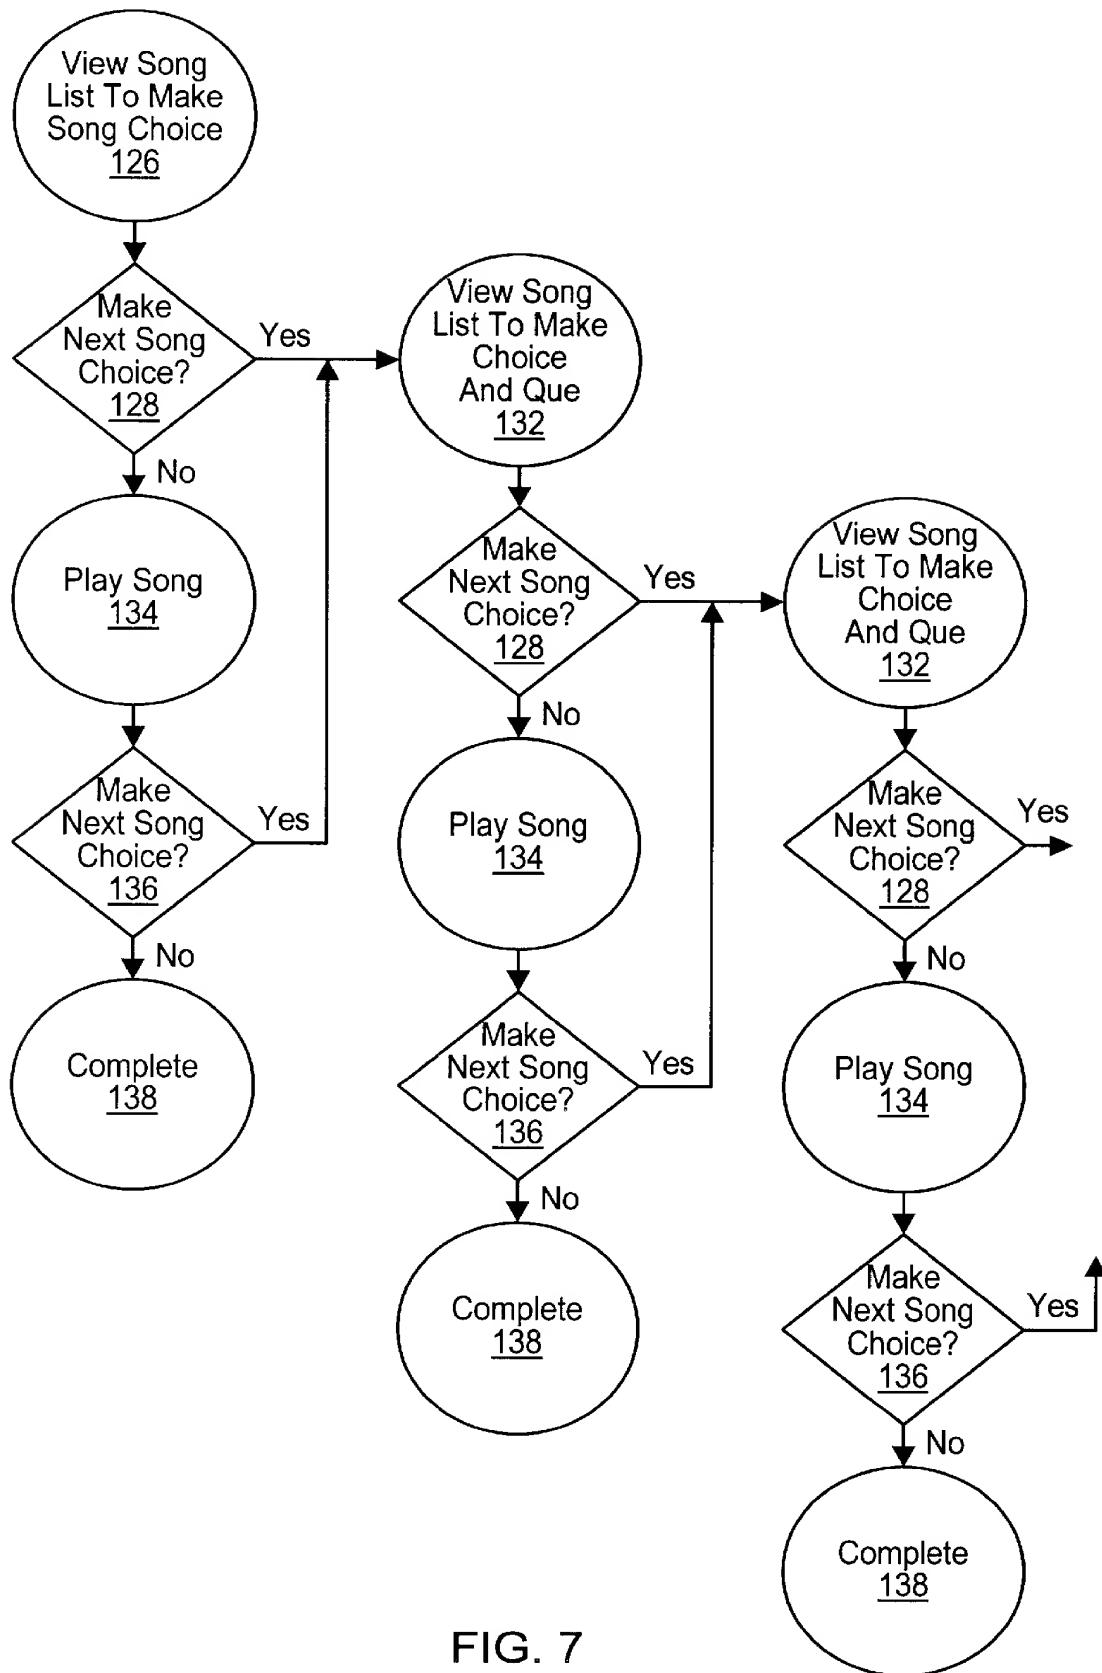 View Song
List To Make
Song Choice
126
Make
Next Song
Choice?
128
Yes
No
Play Song
134
Make
Next Song
Choice?
136
Yes
No
Complete
138
View Song
List To Make
Choice
And Que
132
Make
Next Song
Choice?
128
Yes
No
Play Song
134
Make
Next Song
Choice?
136
Yes
No
Complete
138
View Song
List To Make
Choice
And Que
132
Make
Next Song
Choice?
128
Yes
No
Play Song
134
Make
Next Song
Choice?
136
Yes
No
Complete
138
FIG. 7